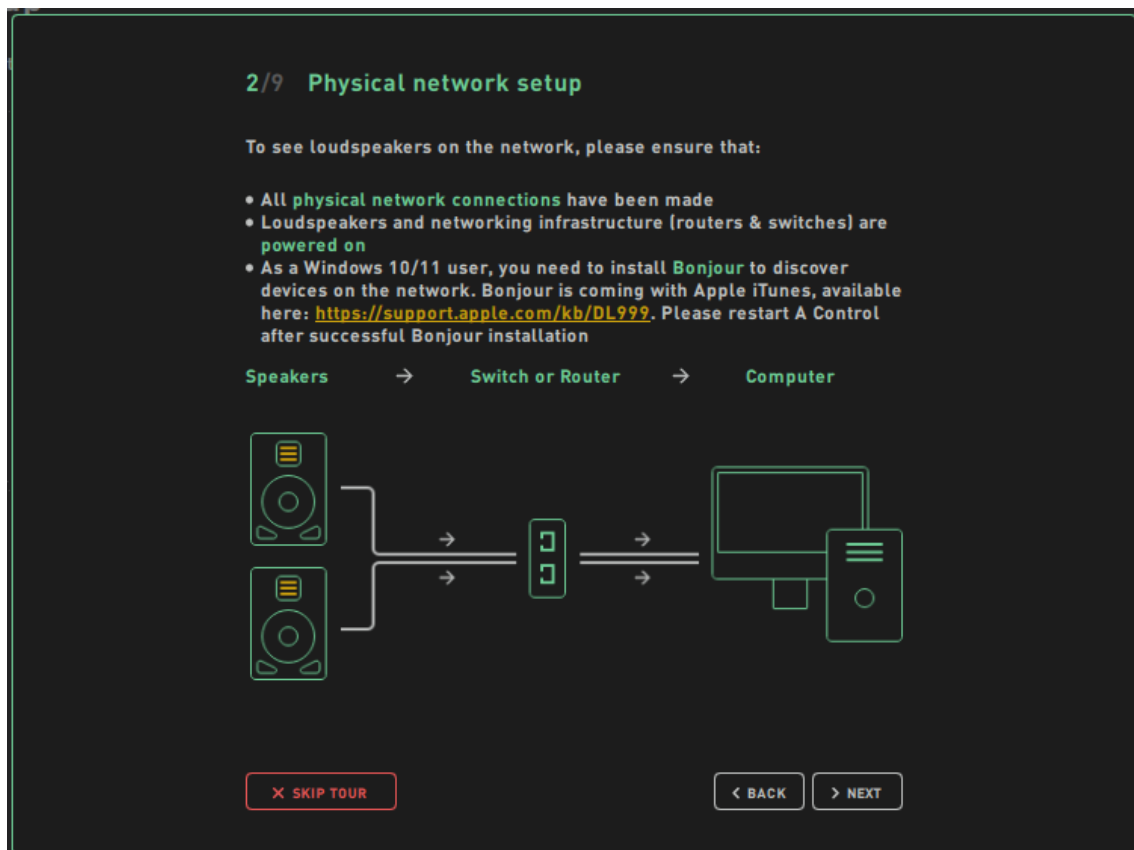 2/9 Physical network setup
To see loudspeakers on the network, please ensure that:
• All physical network connections have been made
• Loudspeakers and networking infrastructure (routers & switches) are
powered on
• As a Windows 10/11 user, you need to install Bonjour to discover
devices on the network. Bonjour is coming with Apple iTunes, available
here: https://support.apple.com/kb/DL999. Please restart A Control
after successful Bonjour installation
Speakers → Switch or Router → Computer
× SKIP TOUR
< BACK
> NEXT